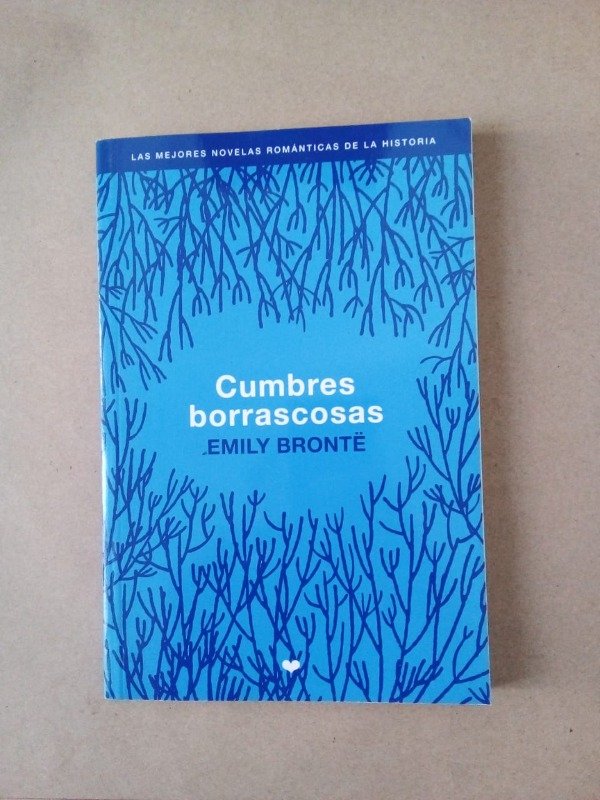 LAS MEJORES NOVELAS ROMÁNTICAS DE LA HISTORIA
Cumbres
borrascosas
EMILY BRONTË